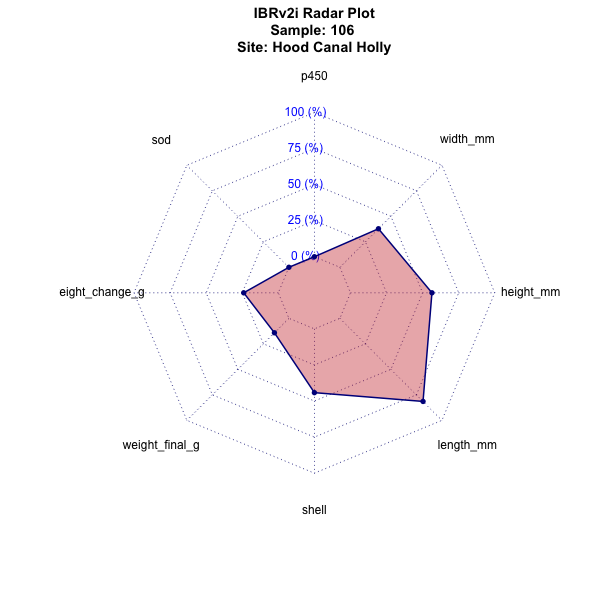 IBRv2i Radar Plot
Sample: 106
Site: Hood Canal Holly
p450
100 (%)
sod
width_mm
75 (%)
50 (%)
25 (%)
0 (%)
eight_change_g
height_mm
weight_final_g
length_mm
shell